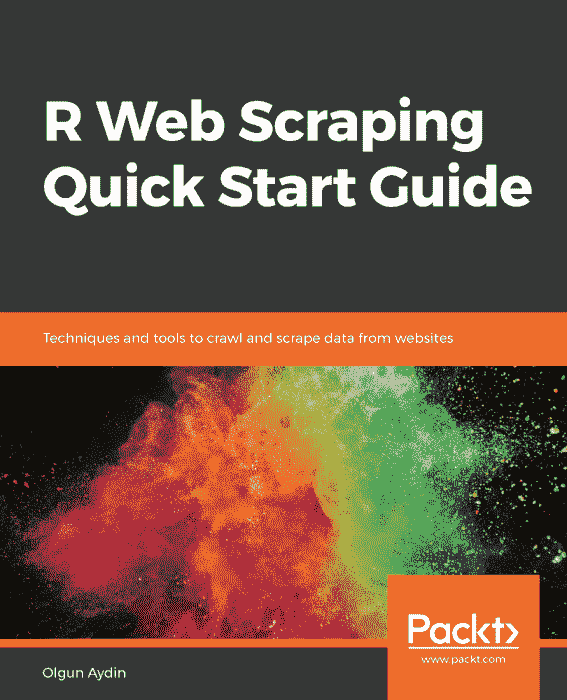 R Web Scraping
Quick Start Guide
Techniques and tools to crawl and scrape data from websites
Packt>
www.packt.com
Olgun Aydin